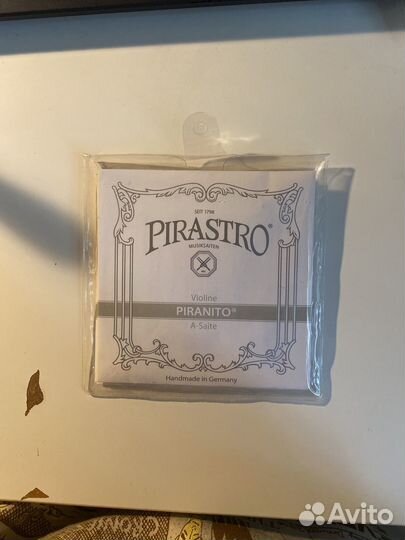 SEIT 1798
PIRASTRO®
MUSIKSAITEN
Violine
PIRANITO®
A-Saite
Handmade in Germany
Avito